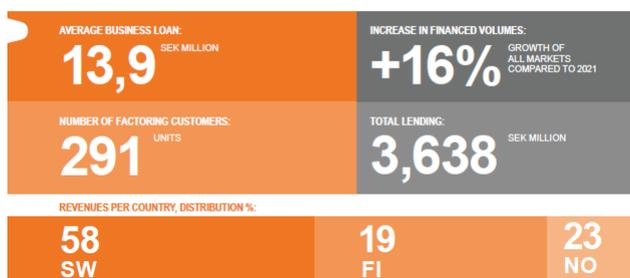 AVERAGE BUSINESS LOAN:
13,9 SEK MILLION
INCREASE IN FINANCED VOLUMES:
+16% GROWTH OF
ALL MARKETS
COMPARED TO 2021
NUMBER OF FACTORING CUSTOMERS:
291 UNITS
TOTAL LENDING:
3,638 SEK MILLION
REVENUES PER COUNTRY, DISTRIBUTION %:
58
SW
19
FI
23
NO